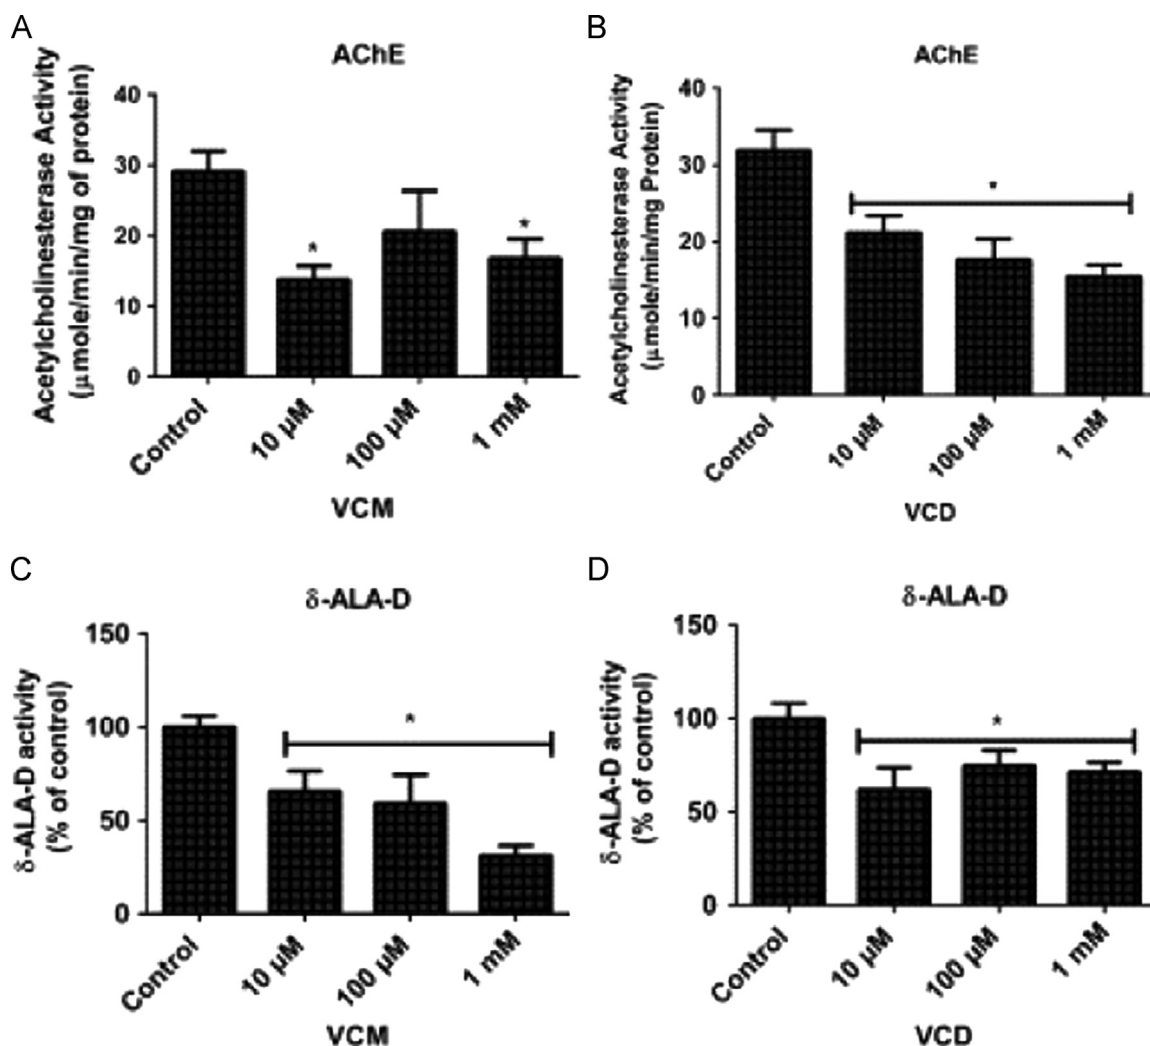 A
AChE
Acetylcholinesterase Activity
(μmole/min/mg of protein)
40
30
20
10
0
*
*
Control
10 μM
100 μM
1 mM
VCM
B
AChE
Acetylcholinesterase Activity
(μmole/min/mg Protein)
40
30
20
10
0
*
Control
10 μM
100 μM
1 mM
VCD
C
δ-ALA-D
δ-ALA-D activity
(% of control)
150
100
50
0
*
Control
10 μM
100 μM
1 mM
VCM
D
δ-ALA-D
δ-ALA-D activity
(% of control)
150
100
50
0
*
Control
10 μM
100 μM
1 mM
VCD